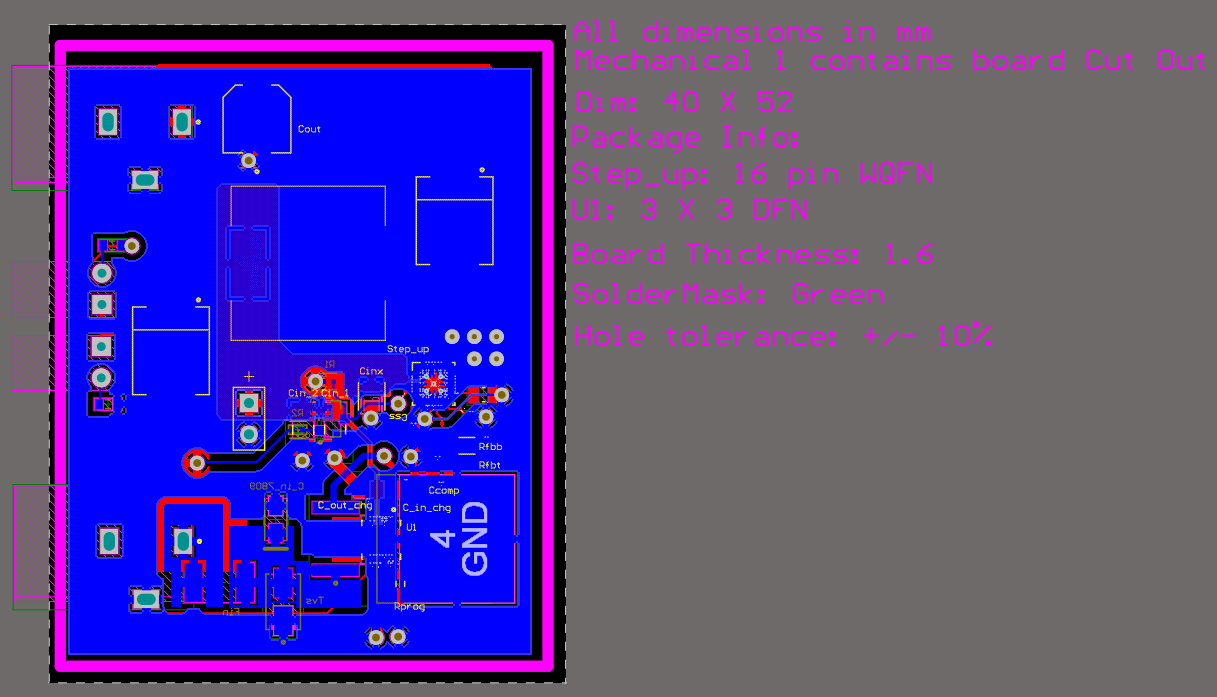 All dimensions in mm
Mechanical 1 contains board Cut Out
Dim: 40 X 52
Package Info:
Step_up: 16 pin WQFN
U1: 3 X 3 DFN
Board Thickness: 1.6
SolderMask: Green
Hole tolerance: +/- 10%
Cout
Step_up
R1
Cinx
+
Cin_2
Cin_1
R2
Css
Rfbb
Rfbt
C_in_7809
Ccomp
C_out_chg
C_in_chg
U1
4
GND
Tvs
Rprog